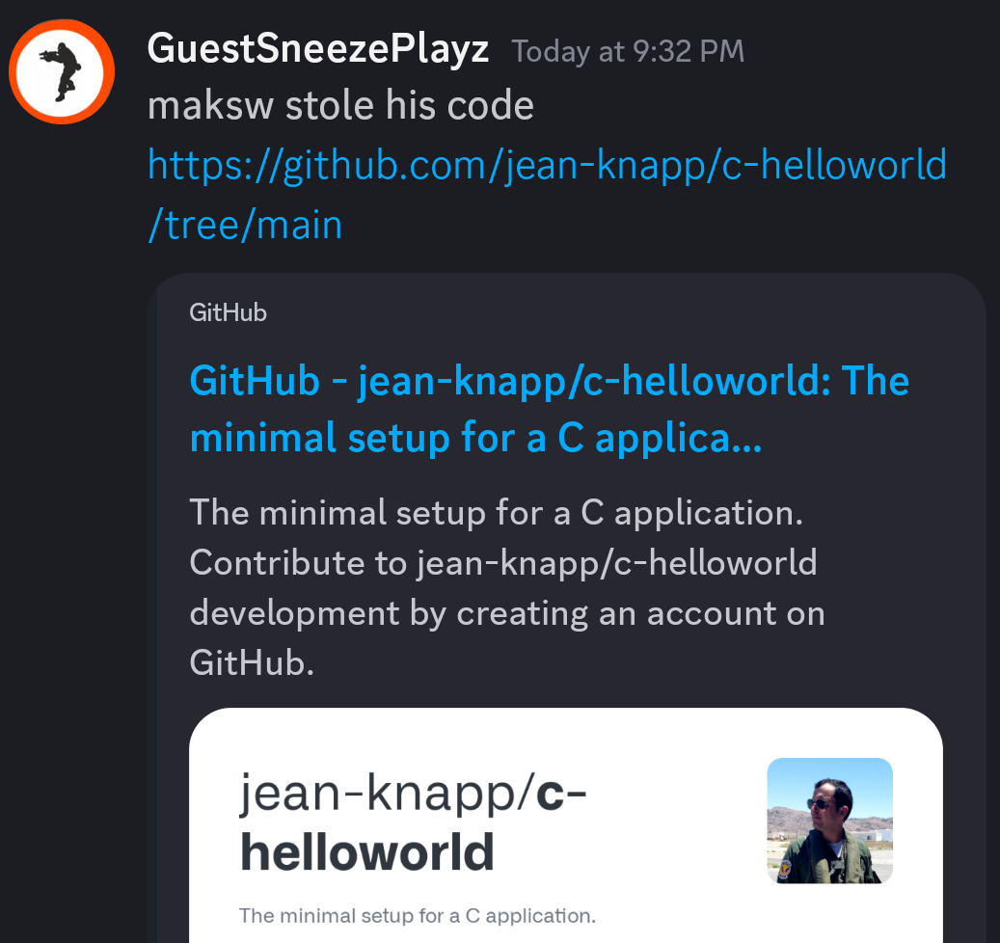 GuestSneezePlayz Today at 9:32 PM
maksw stole his code
https://github.com/jean-knapp/c-helloworld
/tree/main
GitHub
GitHub - jean-knapp/c-helloworld: The
minimal setup for a C applica...
The minimal setup for a C application.
Contribute to jean-knapp/c-helloworld
development by creating an account on
GitHub.
jean-knapp/c-
helloworld
The minimal setup for a C application.